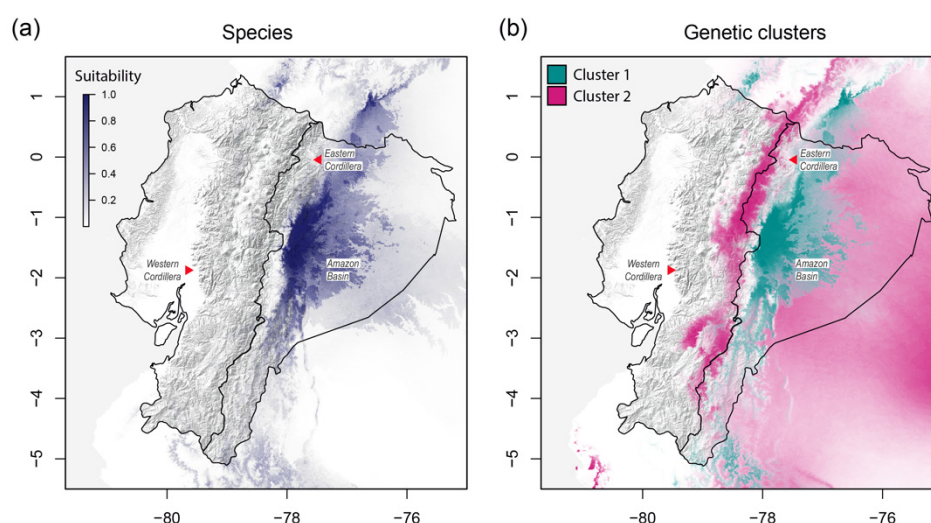 (a)
Species
Suitability
1.0
0.8
0.6
0.4
0.2
1
0
−1
−2
−3
−4
−5
Eastern
Cordillera
Western
Cordillera
Amazon
Basin
−80
−78
−76
(b)
Genetic clusters
Cluster 1
Cluster 2
1
0
−1
−2
−3
−4
−5
Eastern
Cordillera
Western
Cordillera
Amazon
Basin
−80
−78
−76